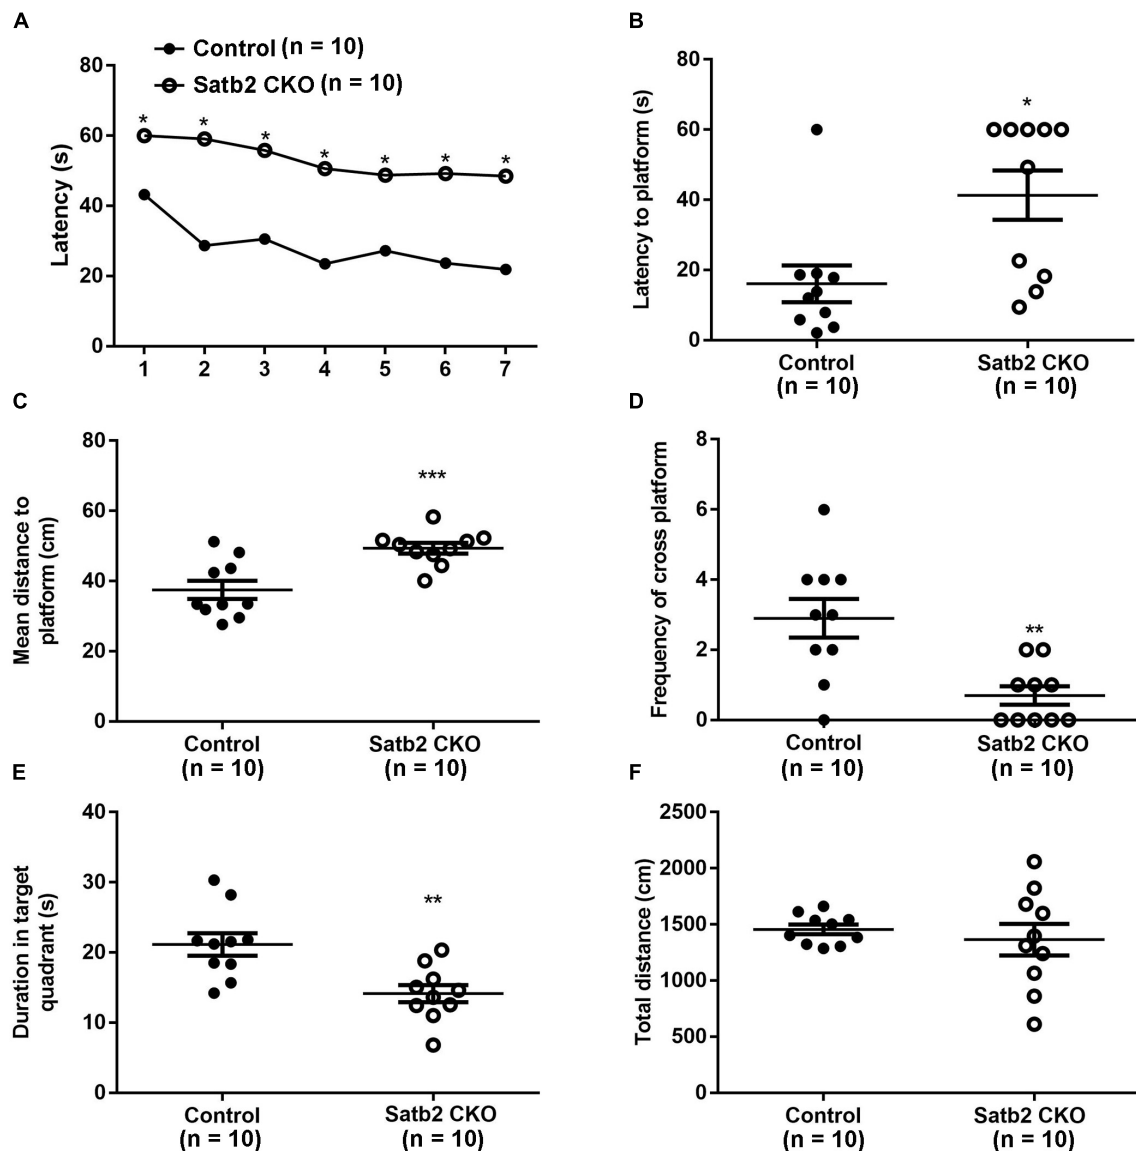 A
Control (n = 10)
Satb2 CKO (n = 10)
Latency (s)
80
60
40
20
0
* * * * * * *
1 2 3 4 5 6 7
B
Latency to platform (s)
80
60
40
20
0
*
Control Satb2 CKO
(n = 10) (n = 10)
C
Mean distance to
platform (cm)
80
60
40
20
0
***
Control Satb2 CKO
(n = 10) (n = 10)
D
Frequency of cross platform
8
6
4
2
0
**
Control Satb2 CKO
(n = 10) (n = 10)
E
Duration in target
quadrant (s)
40
30
20
10
0
**
Control Satb2 CKO
(n = 10) (n = 10)
F
Total distance (cm)
2500
2000
1500
1000
500
0
Control Satb2 CKO
(n = 10) (n = 10)